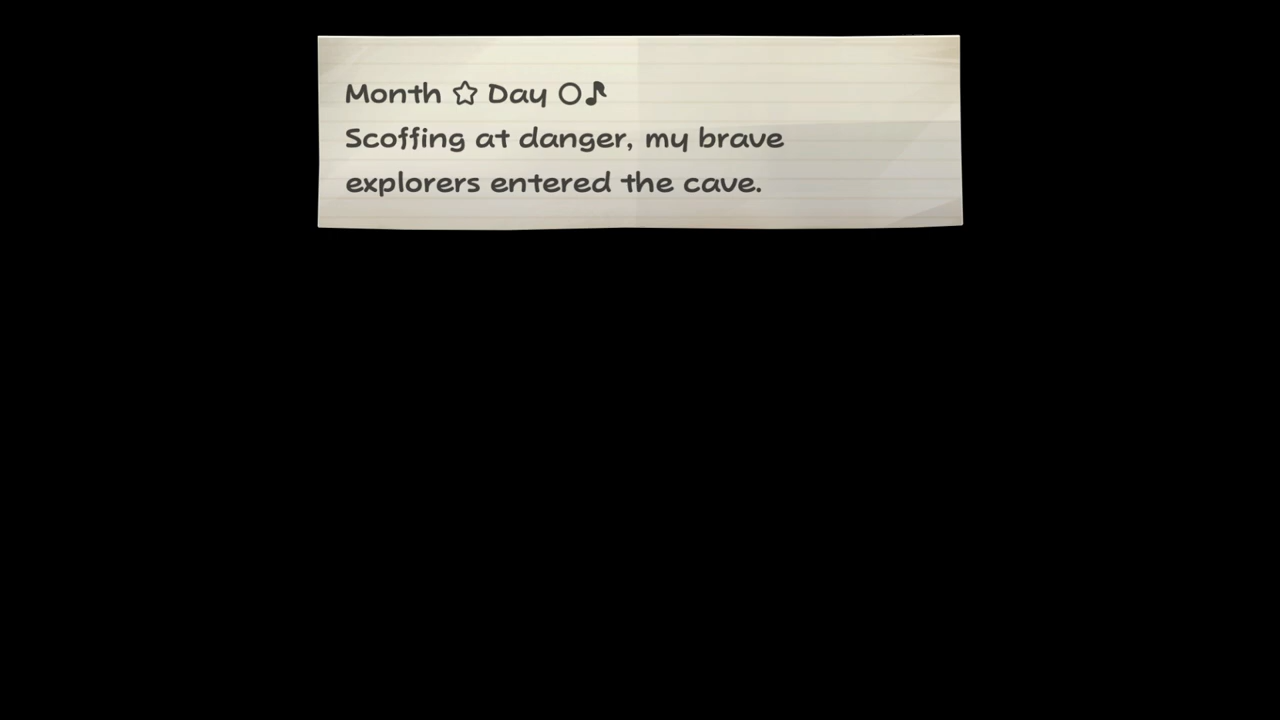 Month ☆ Day ○♪
Scoffing at danger, my brave
explorers entered the cave.